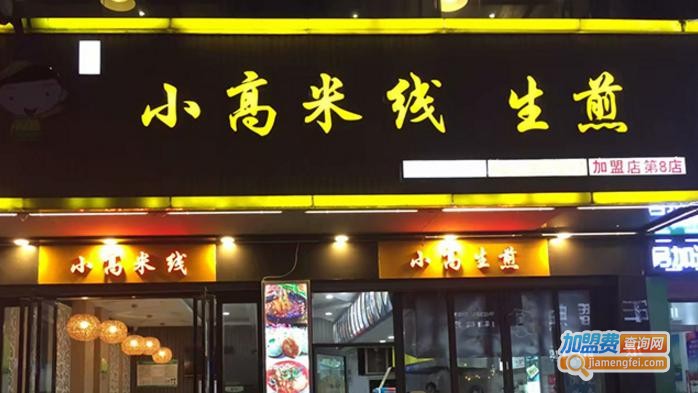 小高米线 生煎
加盟店第8店
小高米线
小高生煎
加盟费查询网
jiamengfei.com